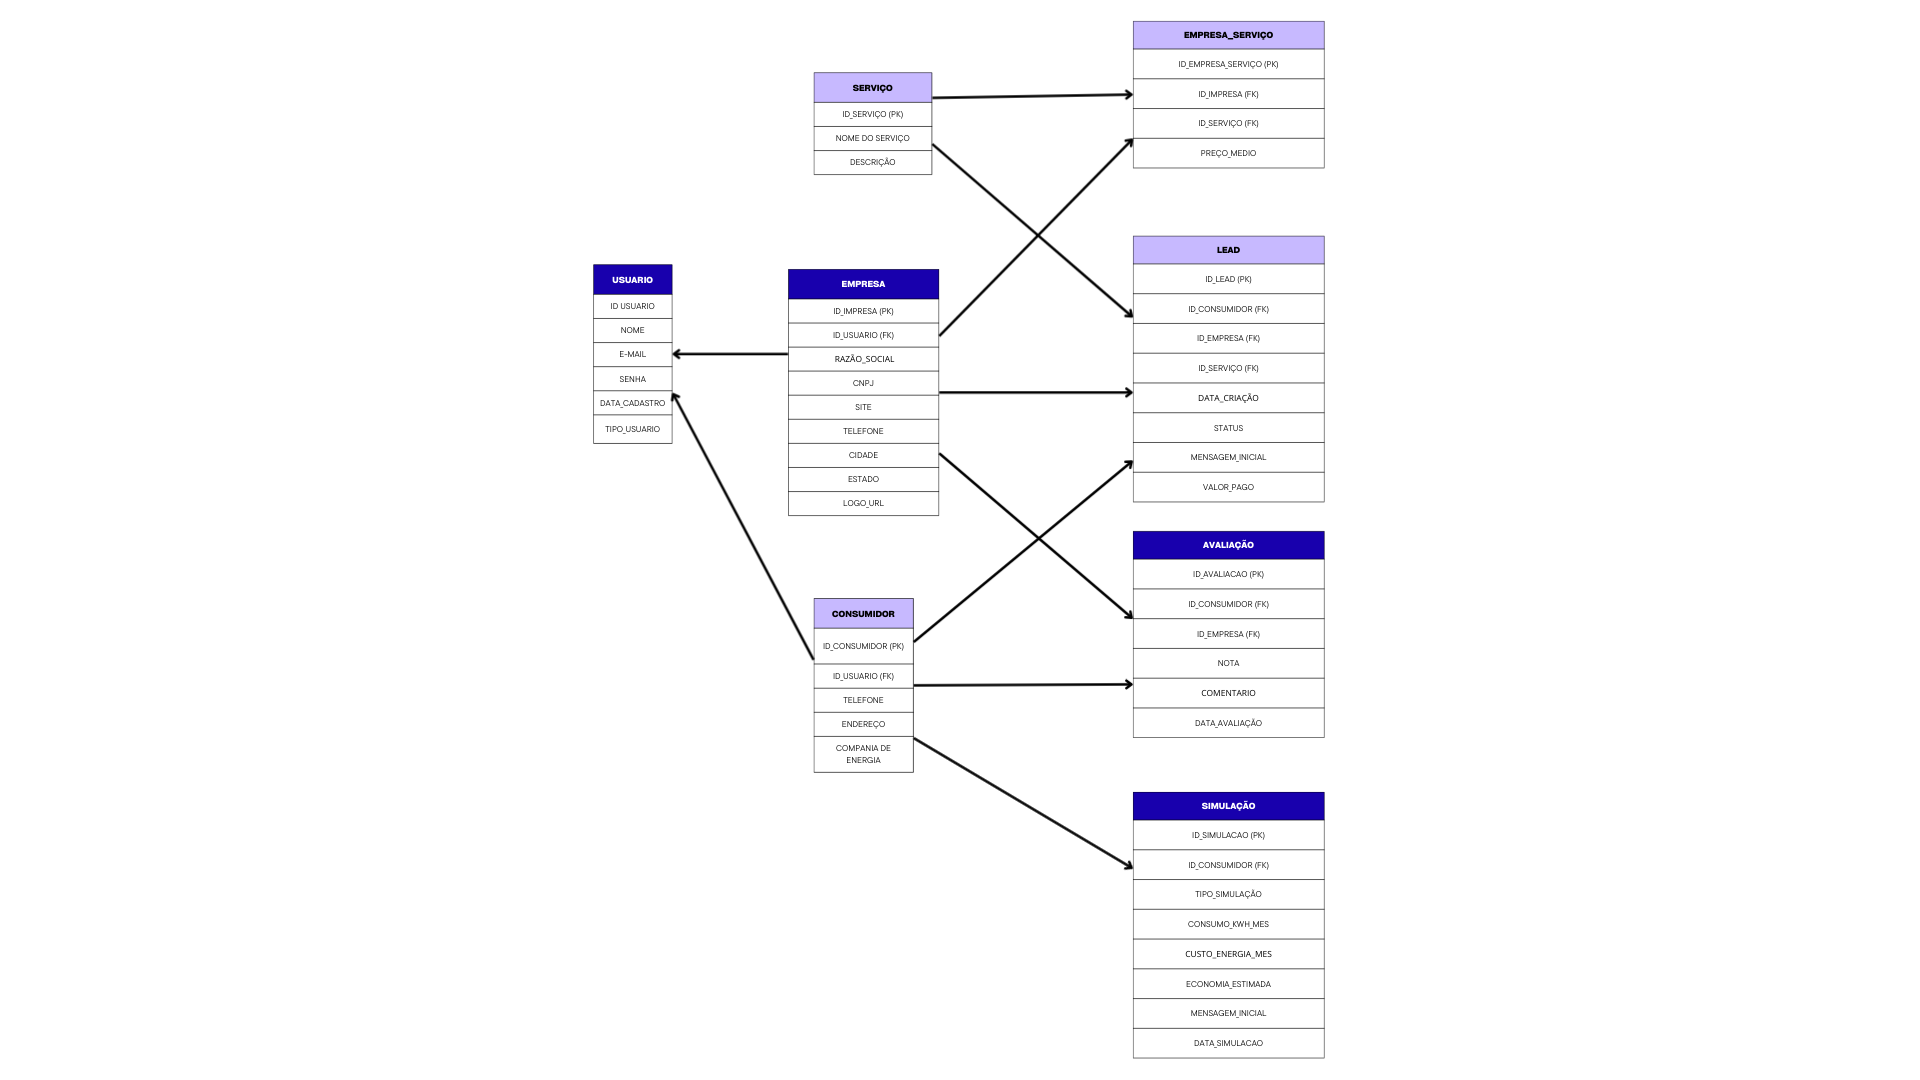 USUARIO
ID USUARIO
NOME
E-MAIL
SENHA
DATA_CADASTRO
TIPO_USUARIO
SERVIÇO
ID_SERVIÇO (PK)
NOME DO SERVIÇO
DESCRIÇÃO
EMPRESA
ID_IMPRESA (PK)
ID_USUARIO (FK)
RAZÃO_SOCIAL
CNPJ
SITE
TELEFONE
CIDADE
ESTADO
LOGO_URL
CONSUMIDOR
ID_CONSUMIDOR (PK)
ID_USUARIO (FK)
TELEFONE
ENDEREÇO
COMPANIA DE
ENERGIA
EMPRESA_SERVIÇO
ID_EMPRESA_SERVIÇO (PK)
ID_IMPRESA (FK)
ID_SERVIÇO (FK)
PREÇO_MEDIO
LEAD
ID_LEAD (PK)
ID_CONSUMIDOR (FK)
ID_EMPRESA (FK)
ID_SERVIÇO (FK)
DATA_CRIAÇÃO
STATUS
MENSAGEM_INICIAL
VALOR_PAGO
AVALIAÇÃO
ID_AVALIACAO (PK)
ID_CONSUMIDOR (FK)
ID_EMPRESA (FK)
NOTA
COMENTARIO
DATA_AVALIAÇÃO
SIMULAÇÃO
ID_SIMULACAO (PK)
ID_CONSUMIDOR (FK)
TIPO_SIMULAÇÃO
CONSUMO_KWH_MES
CUSTO_ENERGIA_MES
ECONOMIA_ESTIMADA
MENSAGEM_INICIAL
DATA_SIMULACAO